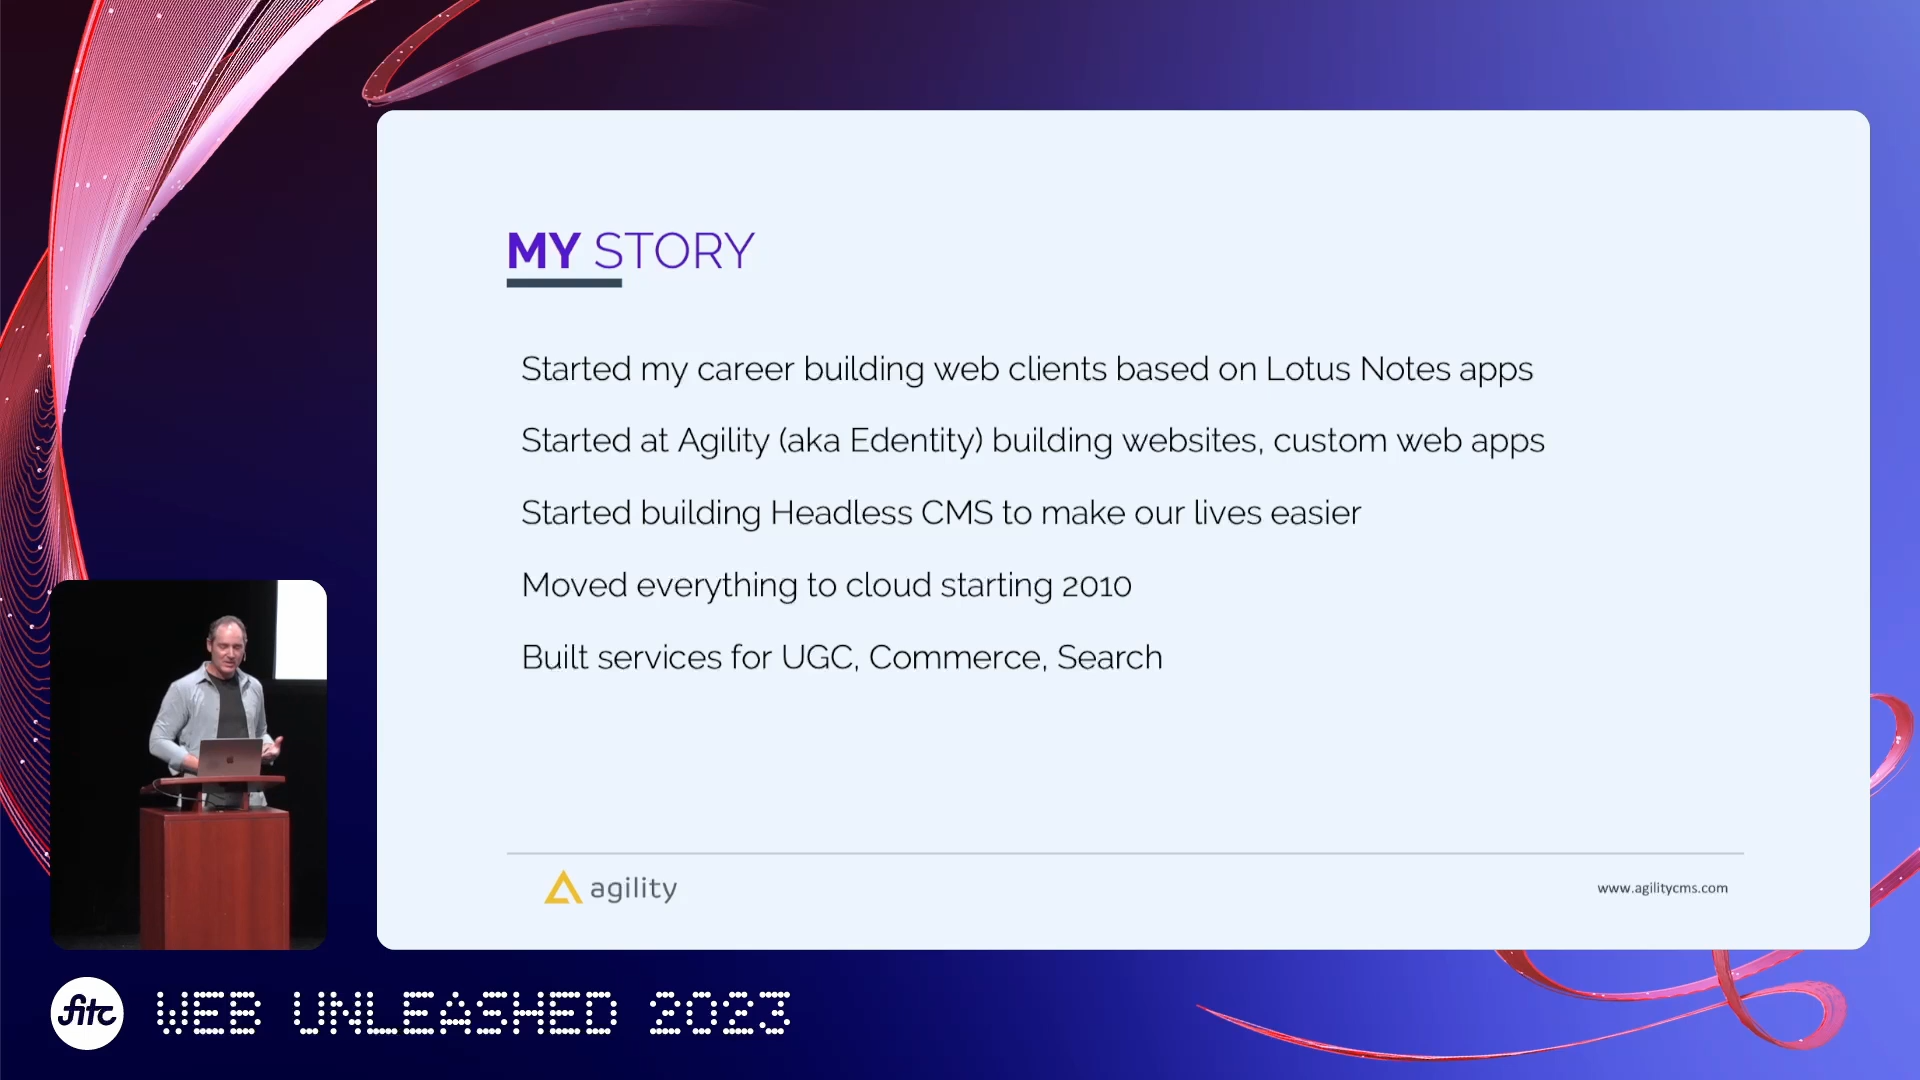 MY STORY
Started my career building web clients based on Lotus Notes apps
Started at Agility (aka Edentity) building websites, custom web apps
Started building Headless CMS to make our lives easier
Moved everything to cloud starting 2010
Built services for UGC, Commerce, Search
agility
www.agilitycms.com
fitc
WEB UNLEASHED 2023